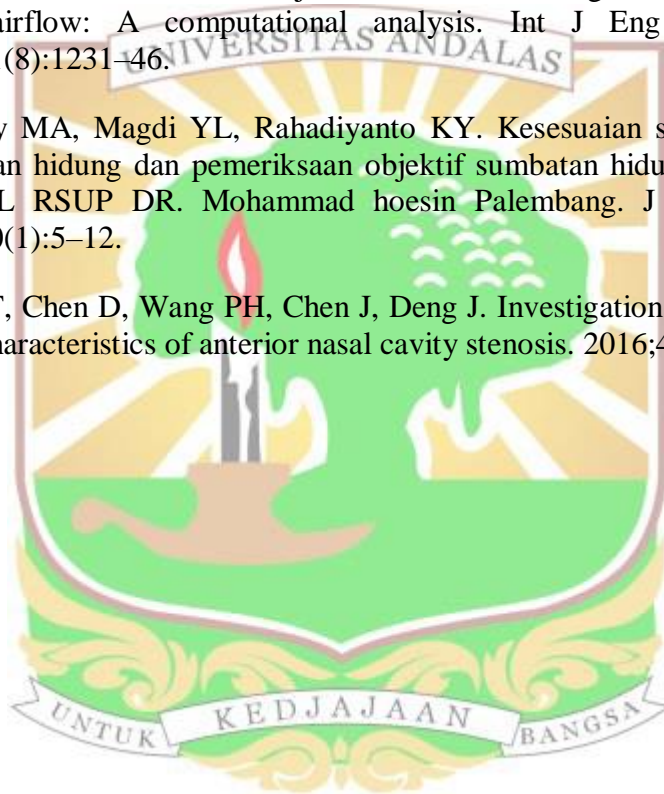 airflow: A computational analysis. Int J Eng
(8):1231–46.
UNIVERSITAS ANDALAS
MA, Magdi YL, Rahadiyanto KY. Kesesuaian s
an hidung dan pemeriksaan objektif sumbatan hidu
L RSUP DR. Mohammad hoesin Palembang. J
(1):5–12.
, Chen D, Wang PH, Chen J, Deng J. Investigation
haracteristics of anterior nasal cavity stenosis. 2016;4
UNTUK KEDJAJAAN BANGSA